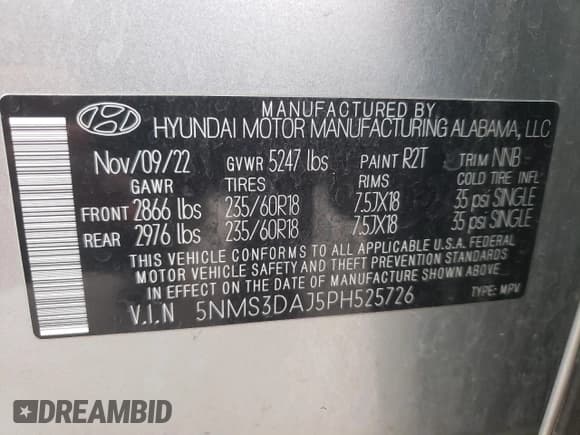 MANUFACTURED BY
HYUNDAI MOTOR MANUFACTURING ALABAMA, LLC
Nov/09/22 GVWR 5247 lbs PAINT R2T TRIM NNB
GAWR TIRES RIMS COLD TIRE INFL
FRONT 2866 lbs 235/60R18 7.5JX18 35 psi SINGLE
REAR 2976 lbs 235/60R18 7.5JX18 35 psi SINGLE
THIS VEHICLE CONFORMS TO ALL APPLICABLE U.S.A. FEDERAL
MOTOR VEHICLE SAFETY AND THEFT PREVENTION STANDARDS
IN EFFECT ON THE DATE OF MANUFACTURE SHOWN ABOVE.
V.I.N 5NMS3DAJ5PH525726 TYPE: MPV
DREAMBID